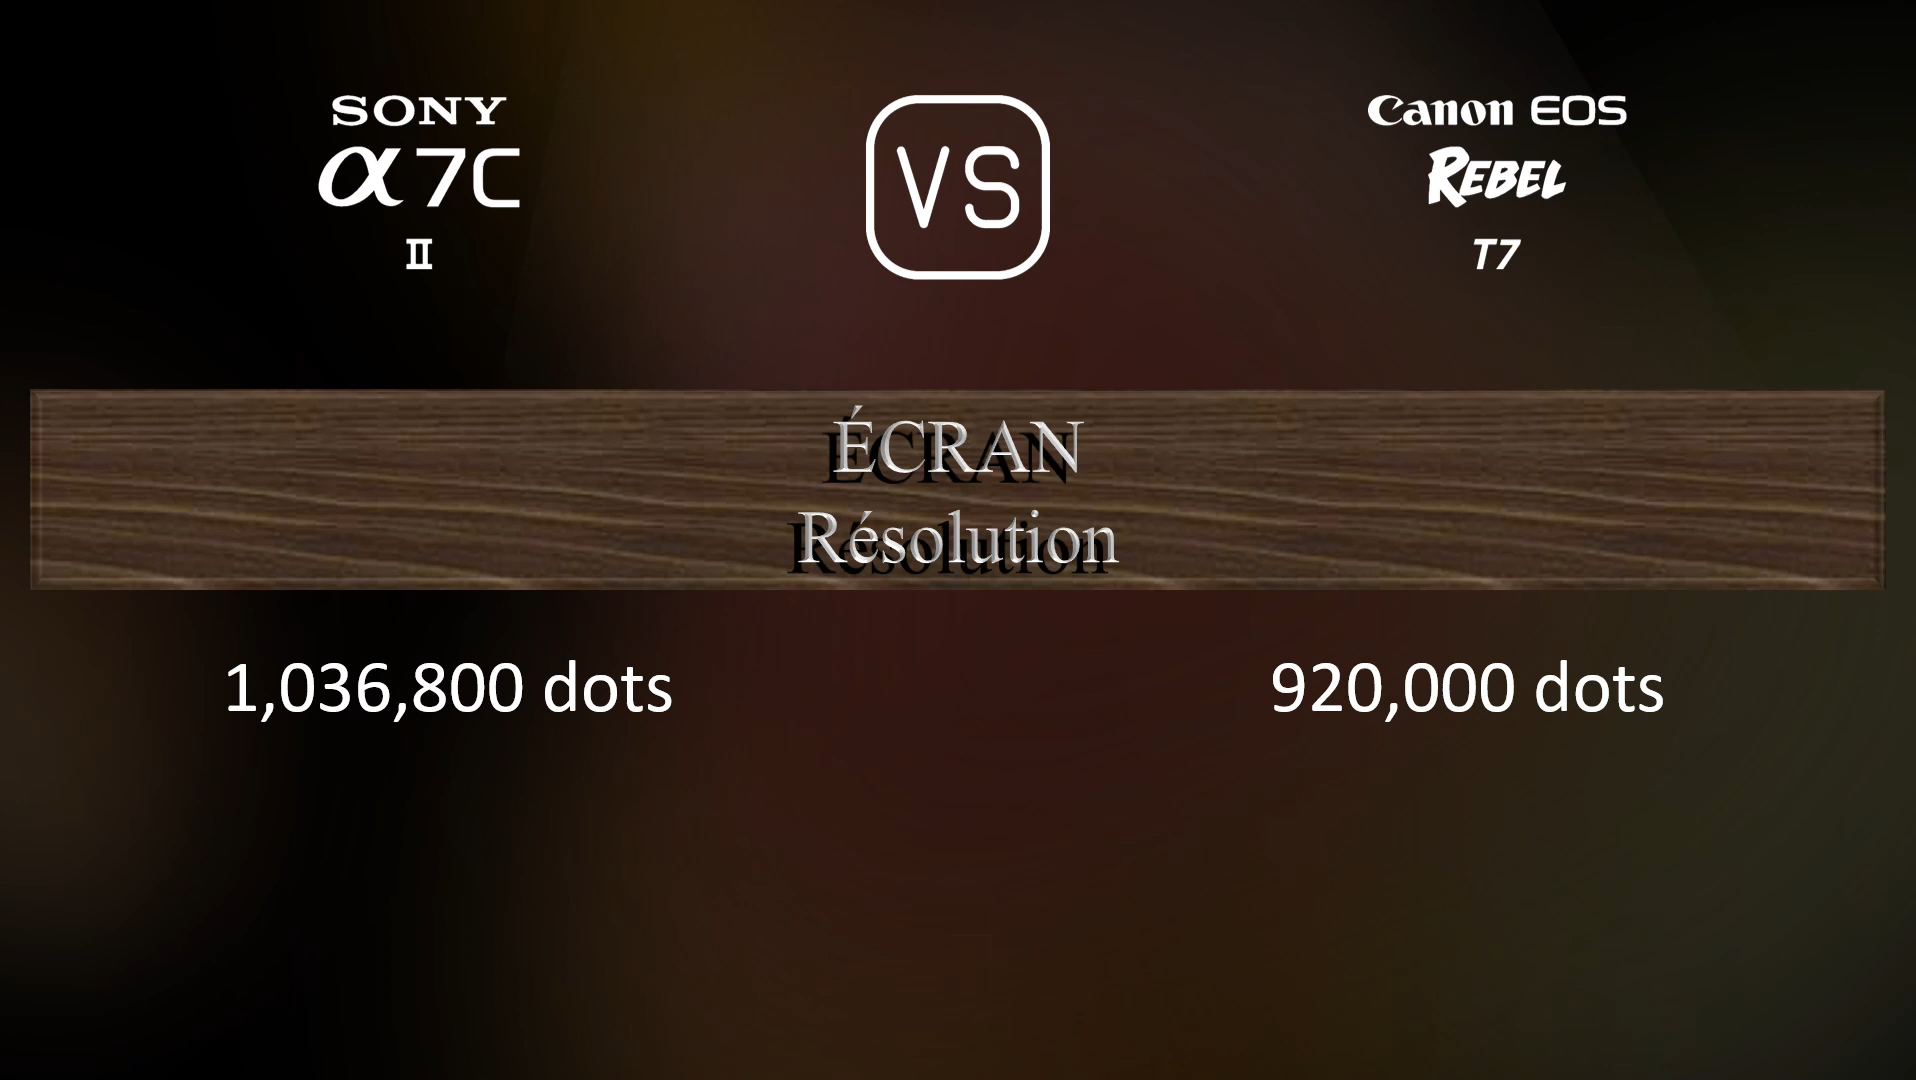 SONY
α7C
II
VS
Canon EOS
REBEL
T7
ÉCRAN
Résolution
1,036,800 dots
920,000 dots